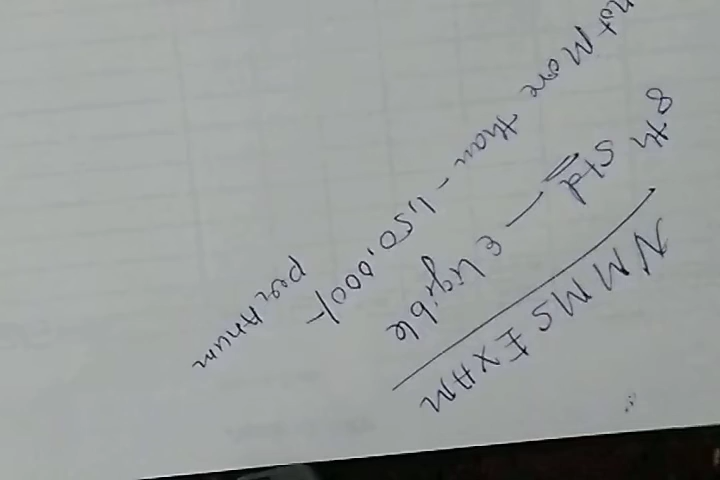 NMMS EXAM
8th Std — Eligible
Not More than - 1,50,000/-
per Annum